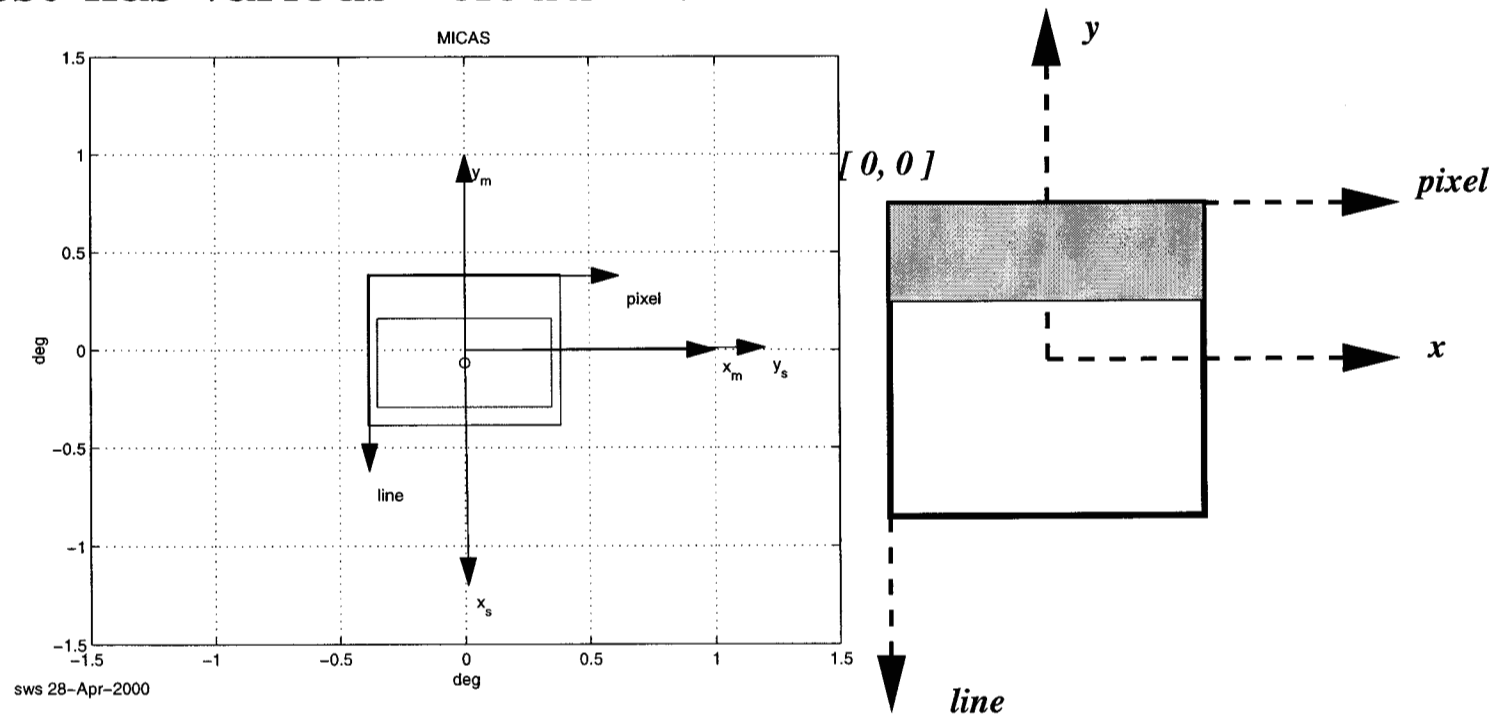 MICAS
1.5
1
0.5
0
-0.5
-1
-1.5
deg
y_m
pixel
x_m
y_s
line
x_s
-1.5
-1
-0.5
0
0.5
1
1.5
deg
sws 28-Apr-2000
y
[ 0, 0 ]
pixel
x
line